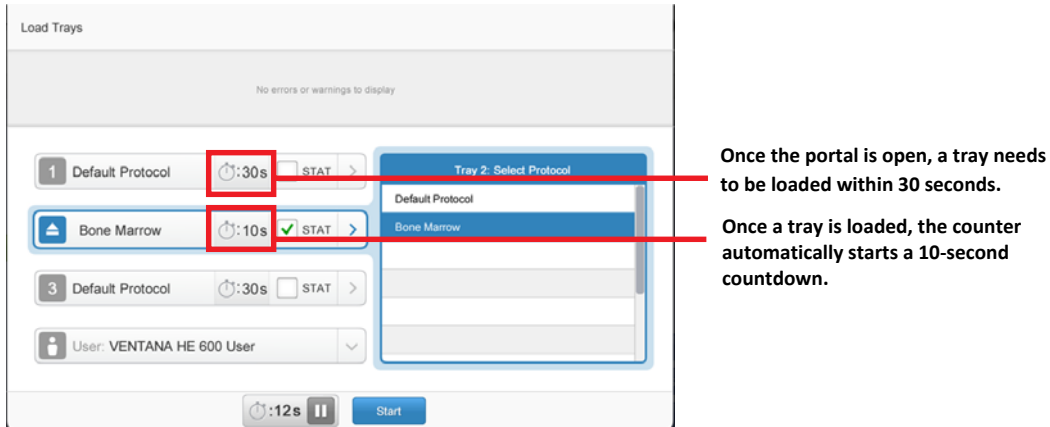 Load Trays
No errors or warnings to display
1 Default Protocol :30s STAT >
Bone Marrow :10s STAT >
3 Default Protocol :30s STAT >
User: VENTANA HE 600 User
Tray 2: Select Protocol
Default Protocol
Bone Marrow
:12s
Start
Once the portal is open, a tray needs
to be loaded within 30 seconds.
Once a tray is loaded, the counter
automatically starts a 10-second
countdown.